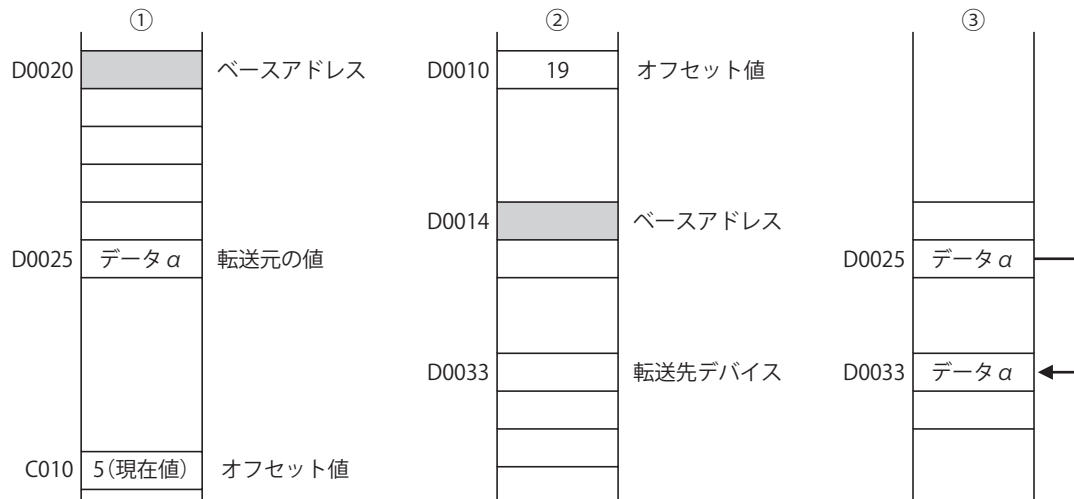 ①
D0020 ベースアドレス
D0025 データα 転送元の値
C010 5(現在値) オフセット値
②
D0010 19 オフセット値
D0014 ベースアドレス
D0033 転送先デバイス
③
D0025 データα
D0033 データα